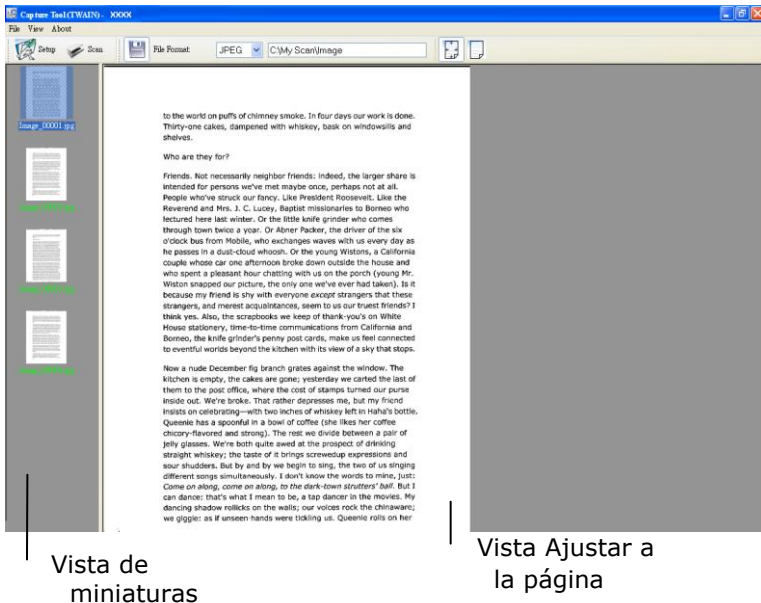 Capture Tool(TWAIN) - XXXX
File View About
Setup Scan File Format: JPEG C:\My Scan\Image
Image_00001.jpg
to the world on puffs of chimney smoke. In four days our work is done.
Thirty-one cakes, dampened with whiskey, bask on windowsills and
shelves.
Who are they for?
Friends. Not necessarily neighbor friends: indeed, the larger share is
intended for persons we've met maybe once, perhaps not at all.
People who've struck our fancy. Like President Roosevelt. Like the
Reverend and Mrs. J. C. Lucey, Baptist missionaries to Borneo who
lectured here last winter. Or the little knife grinder who comes
through town twice a year. Or Abner Packer, the driver of the six
o'clock bus from Mobile, who exchanges waves with us every day as
he passes in a dust-cloud whoosh. Or the young Wistons, a California
couple whose car one afternoon broke down outside the house and
who spent a pleasant hour chatting with us on the porch (young Mr.
Wiston snapped our picture, the only one we've ever had taken). Is it
because my friend is shy with everyone except strangers that these
strangers, and merest acquaintances, seem to us our truest friends? I
think yes. Also, the scrapbooks we keep of thank-you's on White
House stationery, time-to-time communications from California and
Borneo, the knife grinder's penny post cards, make us feel connected
to eventful worlds beyond the kitchen with its view of a sky that stops.
Now a nude December fig branch grates against the window. The
kitchen is empty, the cakes are gone; yesterday we carted the last of
them to the post office, where the cost of stamps turned our purse
inside out. We're broke. That rather depresses me, but my friend
insists on celebrating—with two inches of whiskey left in Haha's bottle.
Queenie has a spoonful in a bowl of coffee (she likes her coffee
chicory-flavored and strong). The rest we divide between a pair of
jelly glasses. We're both quite awed at the prospect of drinking
straight whiskey; the taste of it brings screwedup expressions and
sour shudders. But by and by we begin to sing, the two of us singing
different songs simultaneously. I don't know the words to mine, just:
Come on along, come on along, to the dark-town strutters' ball. But I
can dance: that's what I mean to be, a tap dancer in the movies. My
dancing shadow rollicks on the walls; our voices rock the chinaware;
we giggle: as if unseen hands were tickling us. Queenie rolls on her
Vista de
miniaturas
Vista Ajustar a
la página